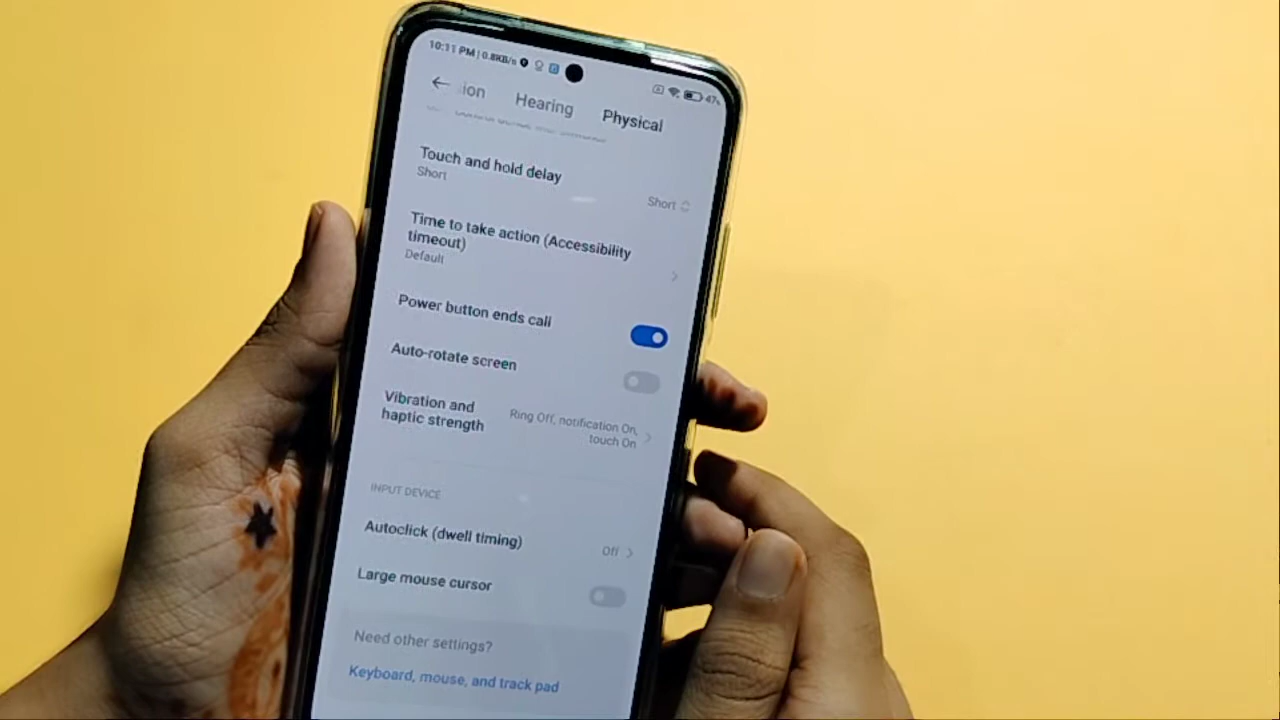 10:11 PM | 0.8KB/s
47%
ion Hearing Physical
Touch and hold delay
Short
Short
Time to take action (Accessibility
timeout)
Default
Power button ends call
Auto-rotate screen
Vibration and
haptic strength
Ring Off, notification On,
touch On
INPUT DEVICE
Autoclick (dwell timing)
Off
Large mouse cursor
Need other settings?
Keyboard, mouse, and track pad